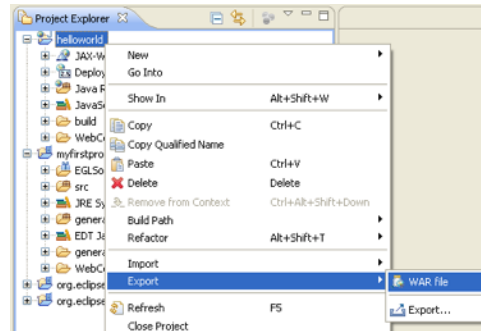 Project Explorer
helloworld
JAX-W
Deploy
Java R
JavaSc
build
WebCo
myfirstpro
EGLSo
src
JRE Sy
genera
EDT Ja
genera
WebC
org.eclipse
org.eclipse
New
Go Into
Show In Alt+Shift+W
Copy Ctrl+C
Copy Qualified Name
Paste Ctrl+V
Delete Delete
Remove from Context Ctrl+Alt+Shift+Down
Build Path
Refactor Alt+Shift+T
Import
Export
Refresh F5
Close Project
WAR file
Export...